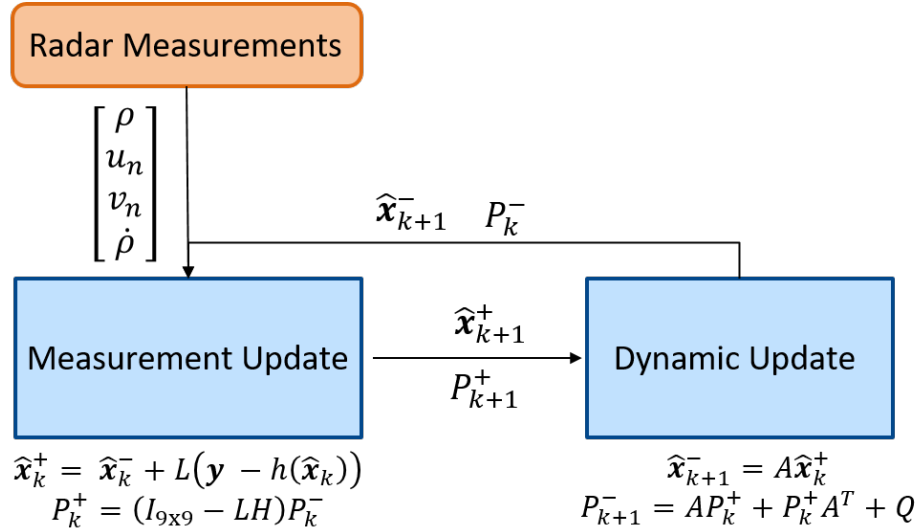 Radar Measurements
ρ
u_n
v_n
ρ̇
x̂⁻_{k+1} P⁻_k
Measurement Update
x̂⁺_{k+1}
P⁺_{k+1}
Dynamic Update
x̂⁺_k = x̂⁻_k + L(y − h(x̂_k))
P⁺_k = (I_{9x9} − LH)P⁻_k
x̂⁻_{k+1} = Ax̂⁺_k
P⁻_{k+1} = AP⁺_k + P⁺_k A^T + Q